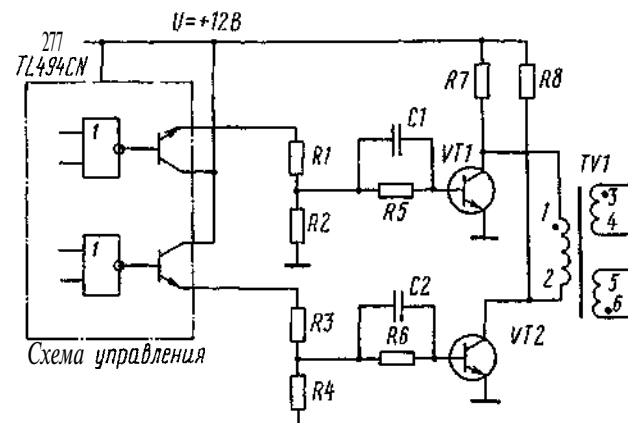 U=+12В
277
TL494CN
R7
R8
1
C1
VT1
TV1
R1
R5
R2
1
3
4
1
2
5
6
C2
R3
R6
VT2
Схема управления
R4